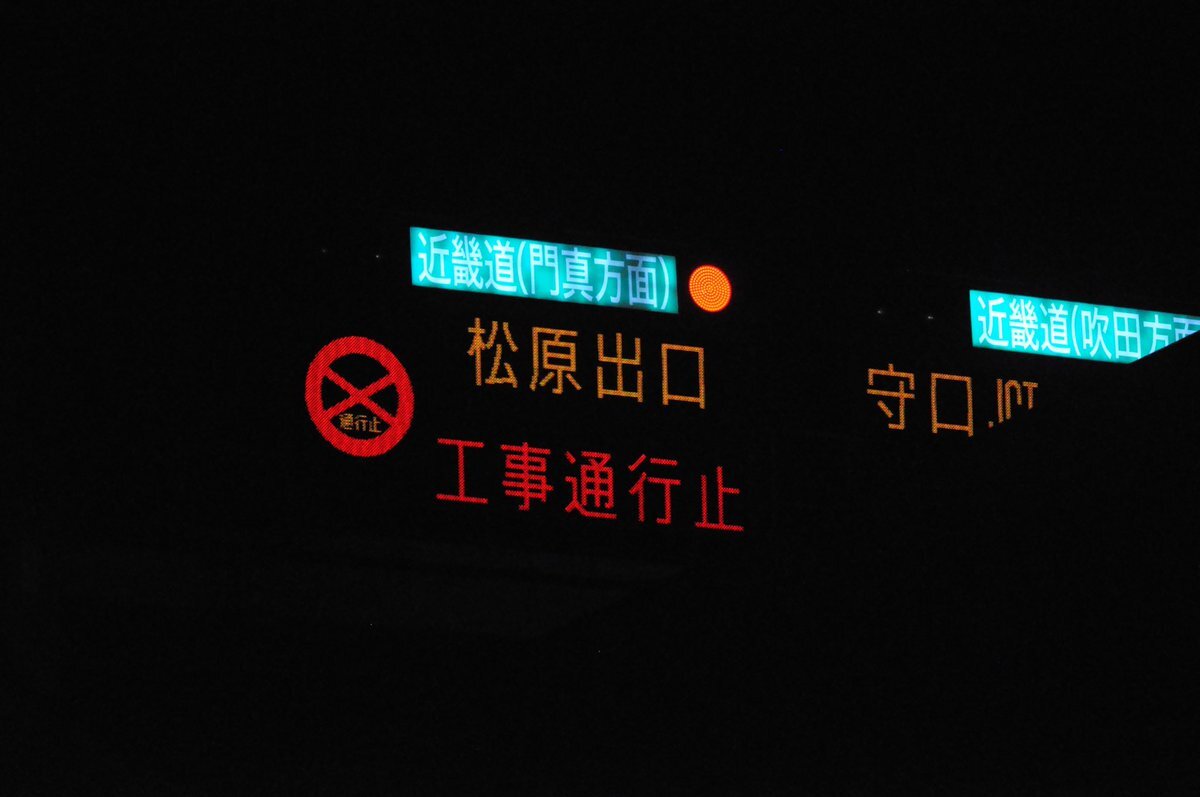 近畿道(門真方面)
松原出口
通行止
工事通行止
近畿道(吹田方面
守口JCT